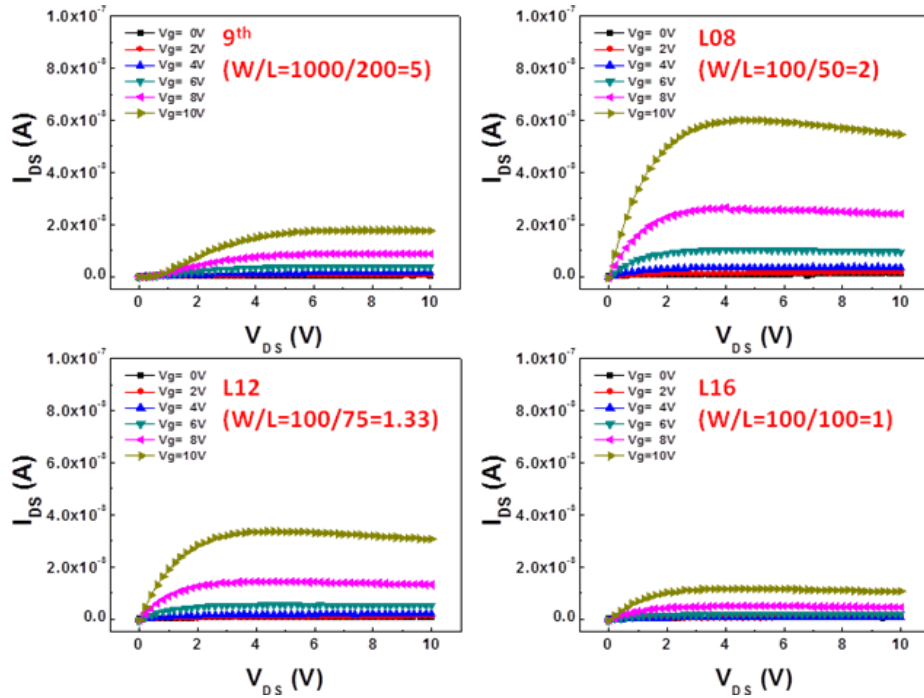 1.0x10⁻⁷
8.0x10⁻⁸
6.0x10⁻⁸
4.0x10⁻⁸
2.0x10⁻⁸
0.0
I_DS (A)
Vg= 0V
Vg= 2V
Vg= 4V
Vg= 6V
Vg= 8V
Vg=10V
9th
(W/L=1000/200=5)
0 2 4 6 8 10
V_DS (V)
1.0x10⁻⁷
8.0x10⁻⁸
6.0x10⁻⁸
4.0x10⁻⁸
2.0x10⁻⁸
0.0
I_DS (A)
Vg= 0V
Vg= 2V
Vg= 4V
Vg= 6V
Vg= 8V
Vg=10V
L08
(W/L=100/50=2)
0 2 4 6 8 10
V_DS (V)
1.0x10⁻⁷
8.0x10⁻⁸
6.0x10⁻⁸
4.0x10⁻⁸
2.0x10⁻⁸
0.0
I_DS (A)
Vg= 0V
Vg= 2V
Vg= 4V
Vg= 6V
Vg= 8V
Vg=10V
L12
(W/L=100/75=1.33)
0 2 4 6 8 10
V_DS (V)
1.0x10⁻⁷
8.0x10⁻⁸
6.0x10⁻⁸
4.0x10⁻⁸
2.0x10⁻⁸
0.0
I_DS (A)
Vg= 0V
Vg= 2V
Vg= 4V
Vg= 6V
Vg= 8V
Vg=10V
L16
(W/L=100/100=1)
0 2 4 6 8 10
V_DS (V)